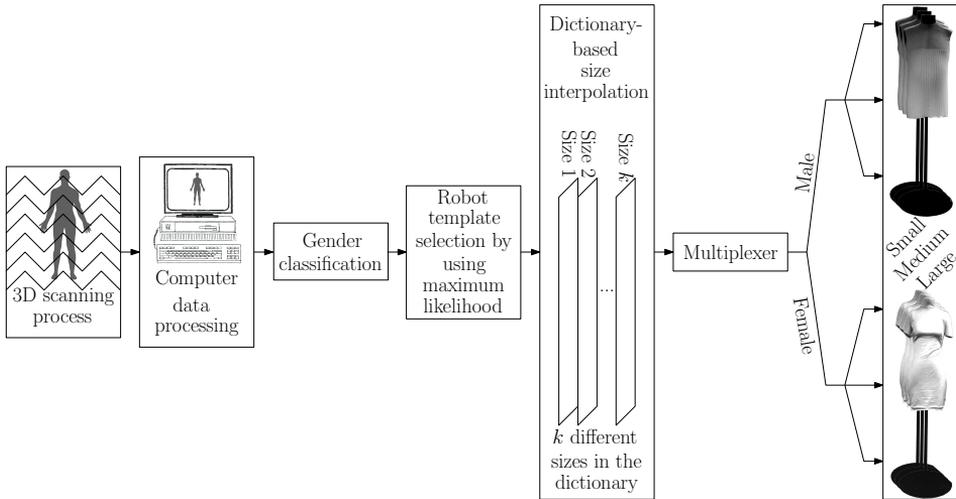 3D scanning
process
Computer
data
processing
Gender
classification
Robot
template
selection by
using
maximum
likelihood
Dictionary-
based
size
interpolation
Size 1
Size 2
Size k
...
k different
sizes in the
dictionary
Multiplexer
Male
Female
Small
Medium
Large